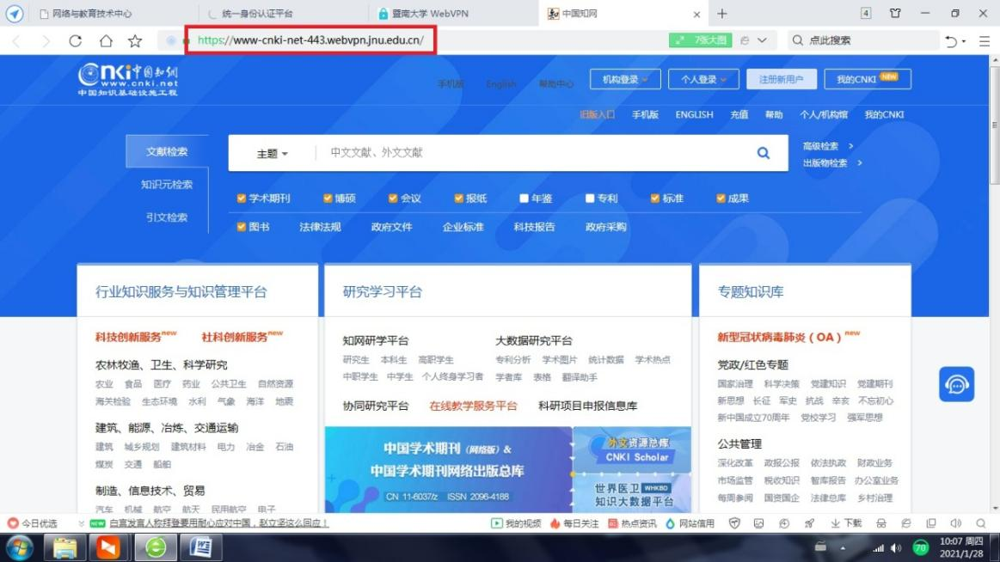 网络与教育技术中心 统一身份认证平台 暨南大学 WebVPN 中国知网 4
https://www-cnki-net-443.webvpn.jnu.edu.cn/ 7张大图 点此搜索
Cnki中国知网
www.cnki.net
中国知识基础设施工程
手机版 English 帮助中心 机构登录 个人登录 注册新用户 我的CNKI NEW
旧版入口 手机版 ENGLISH 充值 帮助 个人/机构馆 我的CNKI
文献检索 主题 中文文献、外文文献 高级检索 >
出版物检索 >
知识元检索
引文检索
学术期刊 博硕 会议 报纸 年鉴 专利 标准 成果
图书 法律法规 政府文件 企业标准 科技报告 政府采购
行业知识服务与知识管理平台
科技创新服务new 社科创新服务new
农林牧渔、卫生、科学研究
农业 食品 医疗 药业 公共卫生 自然资源
海关检验 生态环境 水利 气象 海洋 地震
建筑、能源、冶炼、交通运输
建筑 城乡规划 建筑材料 电力 冶金 石油
煤炭 交通 船舶
制造、信息技术、贸易
汽车 机械 航空 航天 民用航空 电子
研究学习平台
知网研学平台 大数据研究平台
研究生 本科生 高职学生 专利分析 学术图片 统计数据 学术热点
中职学生 中学生 个人终身学习者 学者库 表格 翻译助手
协同研究平台 在线教学服务平台 科研项目申报信息库
中国学术期刊（网络版）&
中国学术期刊网络出版总库
CN 11-6037/z ISSN 2096-4188
外文资源总库
CNKI Scholar
世界医卫 WHKBD
知识大数据平台
专题知识库
新型冠状病毒肺炎（OA）new
党政/红色专题
国家治理 科学决策 党建知识 党建期刊
新思想 长征 军史 抗战 辛亥 不忘初心
新中国成立70周年 党校学习 强军思想
公共管理
深化改革 政报公报 依法执政 财政业务
市场监管 税收知识 智库报告 办公室业务
每周参阅 国资国企 法律总库 乡村治理
今日优选 NEW 白宫发言人称拜登要用耐心应对中国，赵立坚这么回应！ 我的视频 每日关注 热点资讯 网站信用 下载
70 10:07 周四
2021/1/28